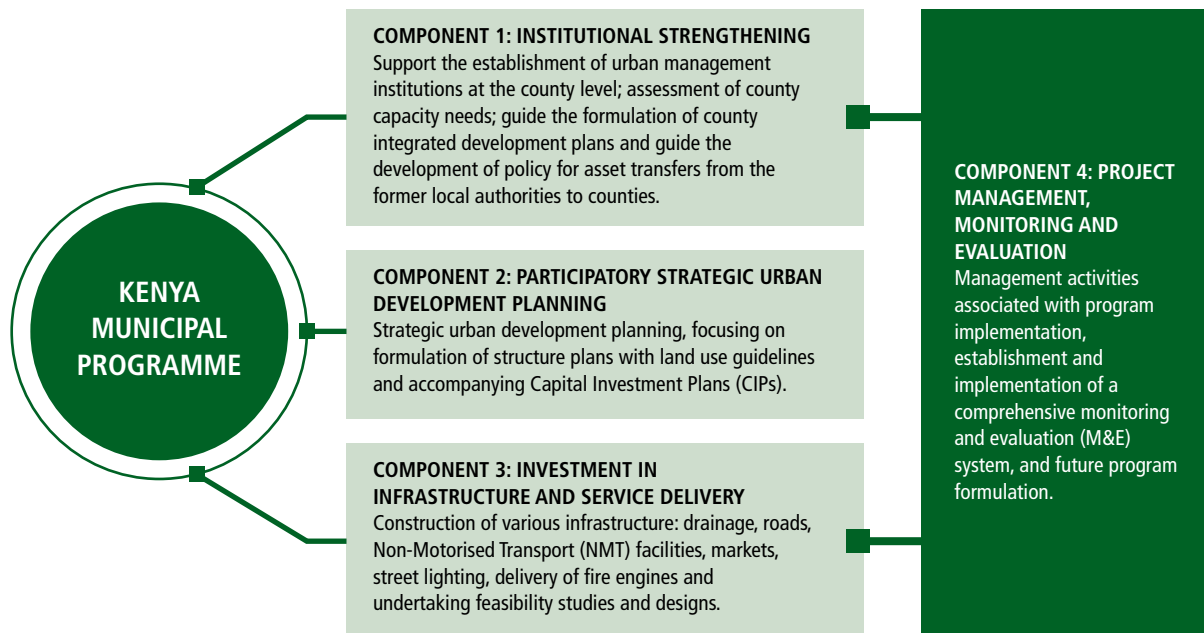 KENYA
MUNICIPAL
PROGRAMME
COMPONENT 1: INSTITUTIONAL STRENGTHENING
Support the establishment of urban management
institutions at the county level; assessment of county
capacity needs; guide the formulation of county
integrated development plans and guide the
development of policy for asset transfers from the
former local authorities to counties.
COMPONENT 2: PARTICIPATORY STRATEGIC URBAN
DEVELOPMENT PLANNING
Strategic urban development planning, focusing on
formulation of structure plans with land use guidelines
and accompanying Capital Investment Plans (CIPs).
COMPONENT 3: INVESTMENT IN
INFRASTRUCTURE AND SERVICE DELIVERY
Construction of various infrastructure: drainage, roads,
Non-Motorised Transport (NMT) facilities, markets,
street lighting, delivery of fire engines and
undertaking feasibility studies and designs.
COMPONENT 4: PROJECT
MANAGEMENT,
MONITORING AND
EVALUATION
Management activities
associated with program
implementation,
establishment and
implementation of a
comprehensive monitoring
and evaluation (M&E)
system, and future program
formulation.